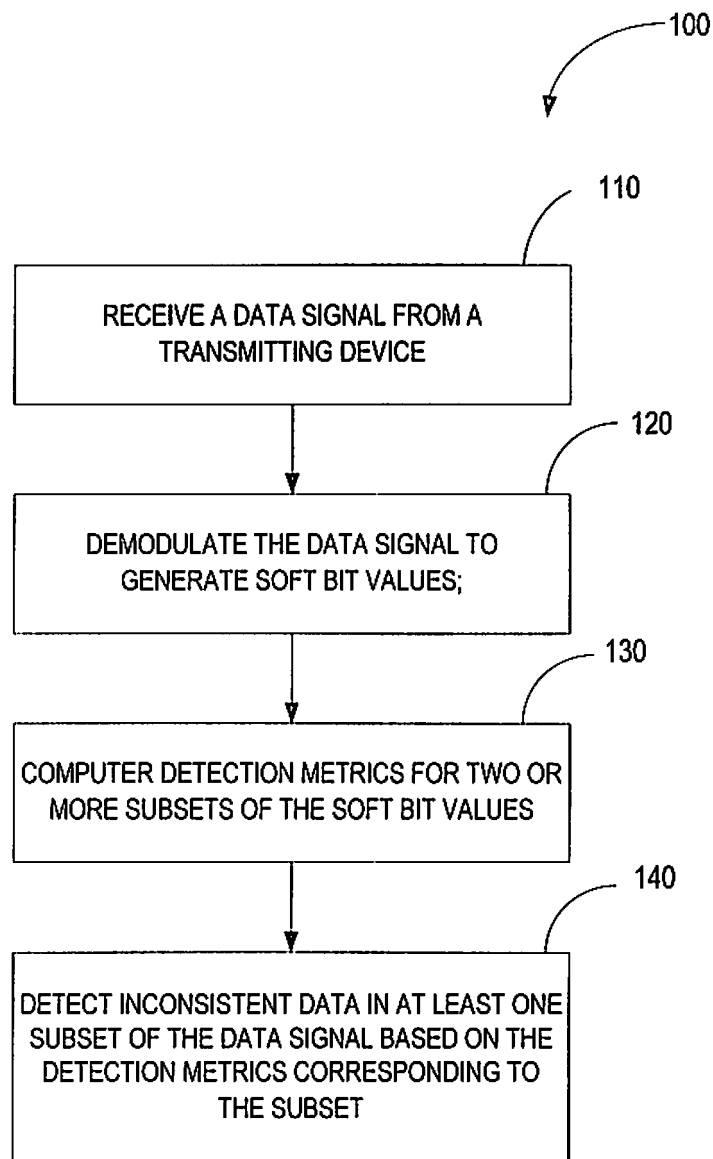 100
110
RECEIVE A DATA SIGNAL FROM A
TRANSMITTING DEVICE
120
DEMODULATE THE DATA SIGNAL TO
GENERATE SOFT BIT VALUES;
130
COMPUTER DETECTION METRICS FOR TWO OR
MORE SUBSETS OF THE SOFT BIT VALUES
140
DETECT INCONSISTENT DATA IN AT LEAST ONE
SUBSET OF THE DATA SIGNAL BASED ON THE
DETECTION METRICS CORRESPONDING TO
THE SUBSET